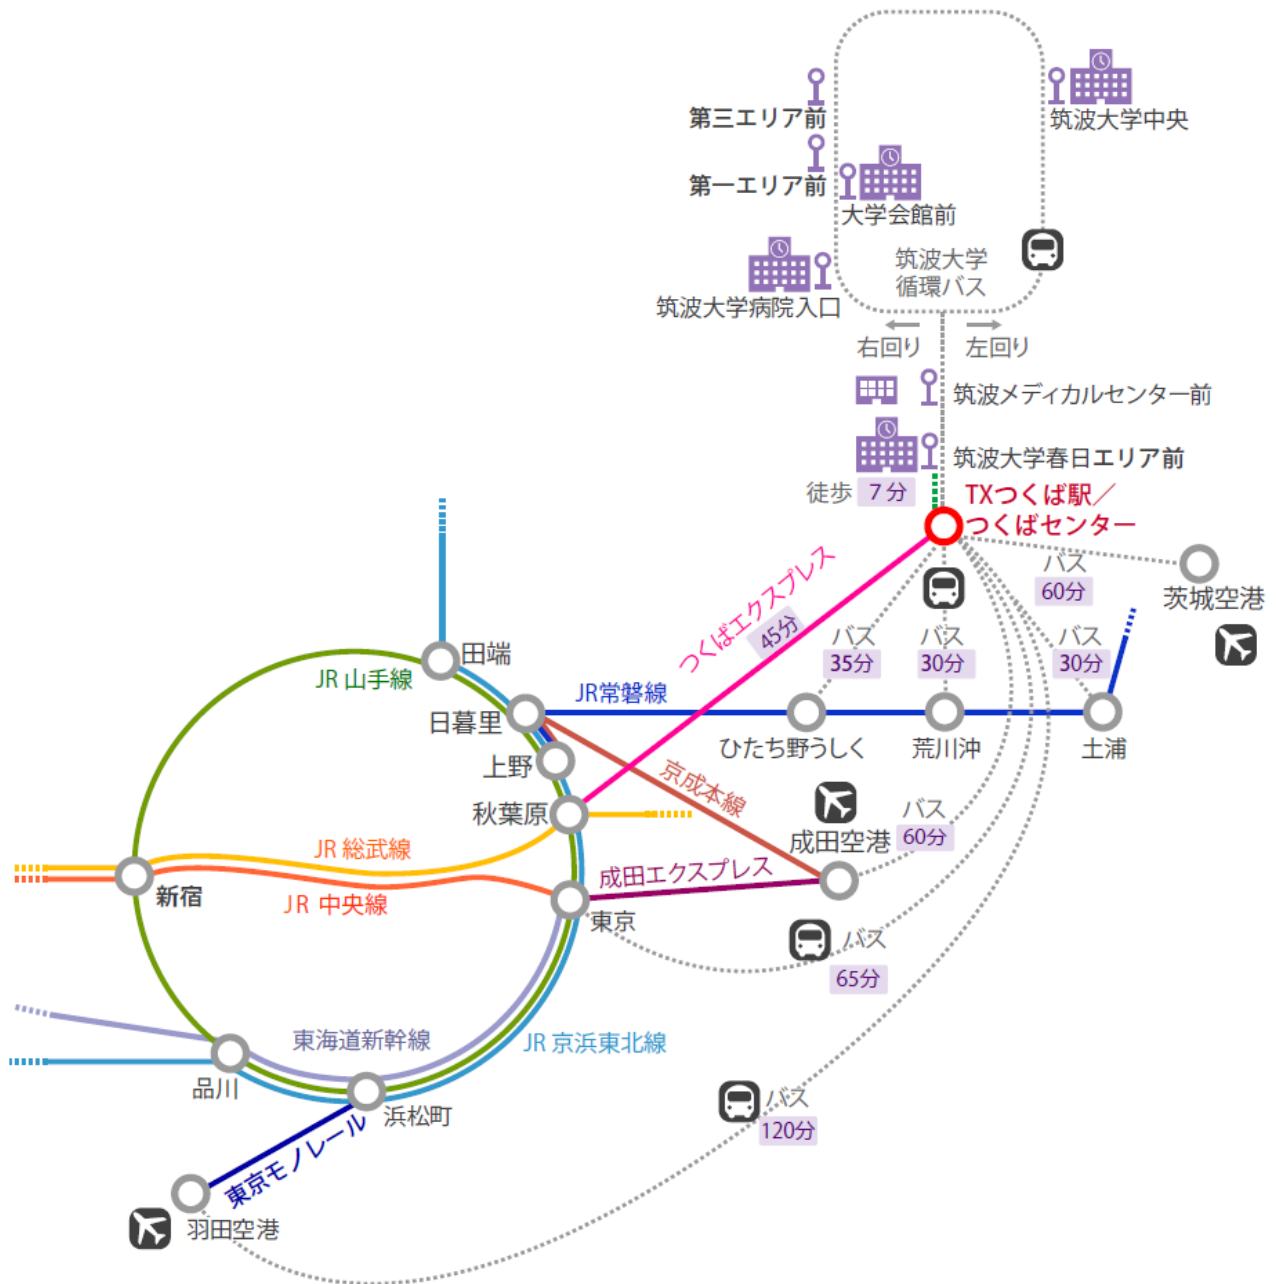 第三エリア前
筑波大学中央
第一エリア前
大学会館前
筑波大学
循環バス
筑波大学病院入口
右回り
左回り
筑波メディカルセンター前
筑波大学春日エリア前
徒歩 7分
TXつくば駅／
つくばセンター
バス
60分
茨城空港
つくばエクスプレス
45分
バス
35分
バス
30分
バス
30分
田端
JR 山手線
JR常磐線
日暮里
ひたち野うしく
荒川沖
土浦
上野
京成本線
秋葉原
バス
60分
成田空港
JR 総武線
成田エクスプレス
新宿
JR 中央線
東京
バス
65分
東海道新幹線
JR 京浜東北線
品川
浜松町
バス
120分
東京モノレール
羽田空港